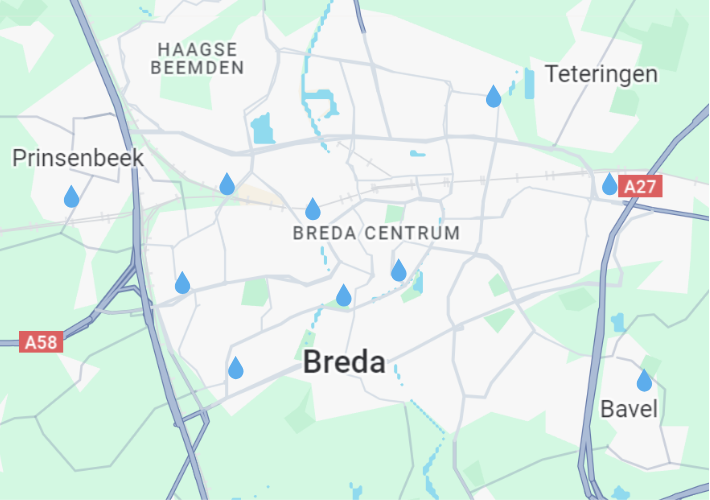 HAAGSE
BEEMDEN
Teteringen
Prinsenbeek
A27
BREDA CENTRUM
A58
Breda
Bavel